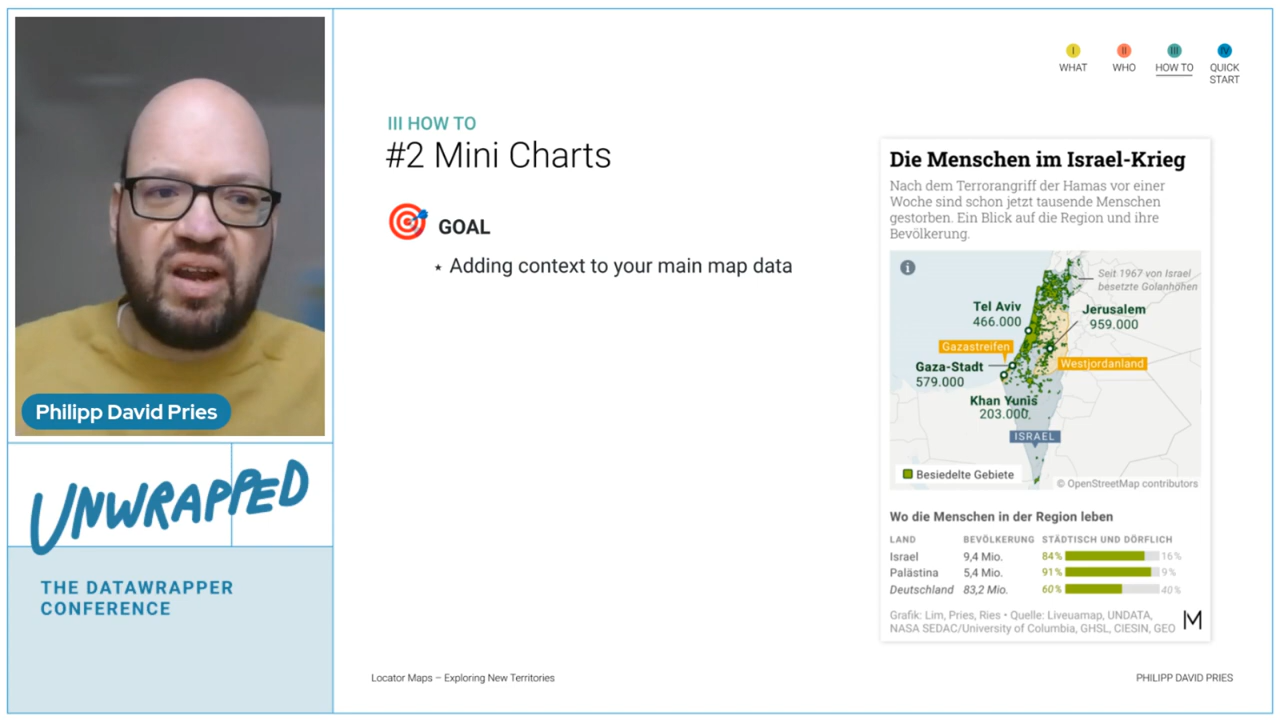 Philipp David Pries
UNWRAPPED
THE DATAWRAPPER
CONFERENCE
I
WHAT
II
WHO
III
HOW TO
IV
QUICK
START
III HOW TO
#2 Mini Charts
GOAL
Adding context to your main map data
Die Menschen im Israel-Krieg
Nach dem Terrorangriff der Hamas vor einer
Woche sind schon jetzt tausende Menschen
gestorben. Ein Blick auf die Region und ihre
Bevölkerung.
Seit 1967 von Israel
besetzte Golanhöhen
Tel Aviv
466.000
Jerusalem
959.000
Gazastreifen
Westjordanland
Gaza-Stadt
579.000
Khan Yunis
203.000
ISRAEL
Besiedelte Gebiete
© OpenStreetMap contributors
Wo die Menschen in der Region leben
LAND BEVÖLKERUNG STÄDTISCH UND DÖRFLICH
Israel 9,4 Mio. 84% 16%
Palästina 5,4 Mio. 91% 9%
Deutschland 83,2 Mio. 60% 40%
Grafik: Lim, Pries, Ries • Quelle: Liveuamap, UNDATA,
NASA SEDAC/University of Columbia, GHSL, CIESIN, GEO
M
Locator Maps – Exploring New Territories
PHILIPP DAVID PRIES